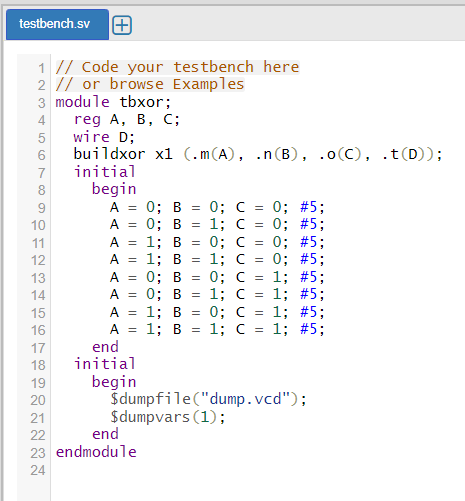 testbench.sv +
1 // Code your testbench here
2 // or browse Examples
3 module tbxor;
4   reg A, B, C;
5   wire D;
6   buildxor x1 (.m(A), .n(B), .o(C), .t(D));
7   initial
8     begin
9       A = 0; B = 0; C = 0; #5;
10       A = 0; B = 1; C = 0; #5;
11       A = 1; B = 0; C = 0; #5;
12       A = 1; B = 1; C = 0; #5;
13       A = 0; B = 0; C = 1; #5;
14       A = 0; B = 1; C = 1; #5;
15       A = 1; B = 0; C = 1; #5;
16       A = 1; B = 1; C = 1; #5;
17     end
18   initial
19     begin
20       $dumpfile("dump.vcd");
21       $dumpvars(1);
22     end
23 endmodule
24